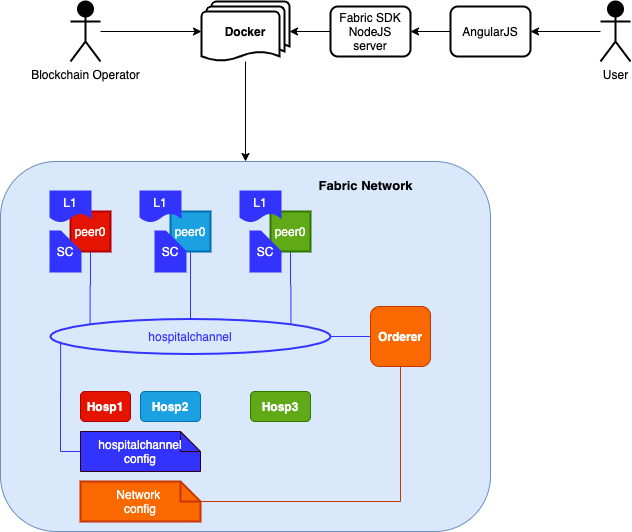 Docker
Fabric SDK
NodeJS
server
AngularJS
Blockchain Operator
User
Fabric Network
L1
L1
L1
peer0
peer0
peer0
SC
SC
SC
hospitalchannel
Orderer
Hosp1
Hosp2
Hosp3
hospitalchannel
config
Network
config